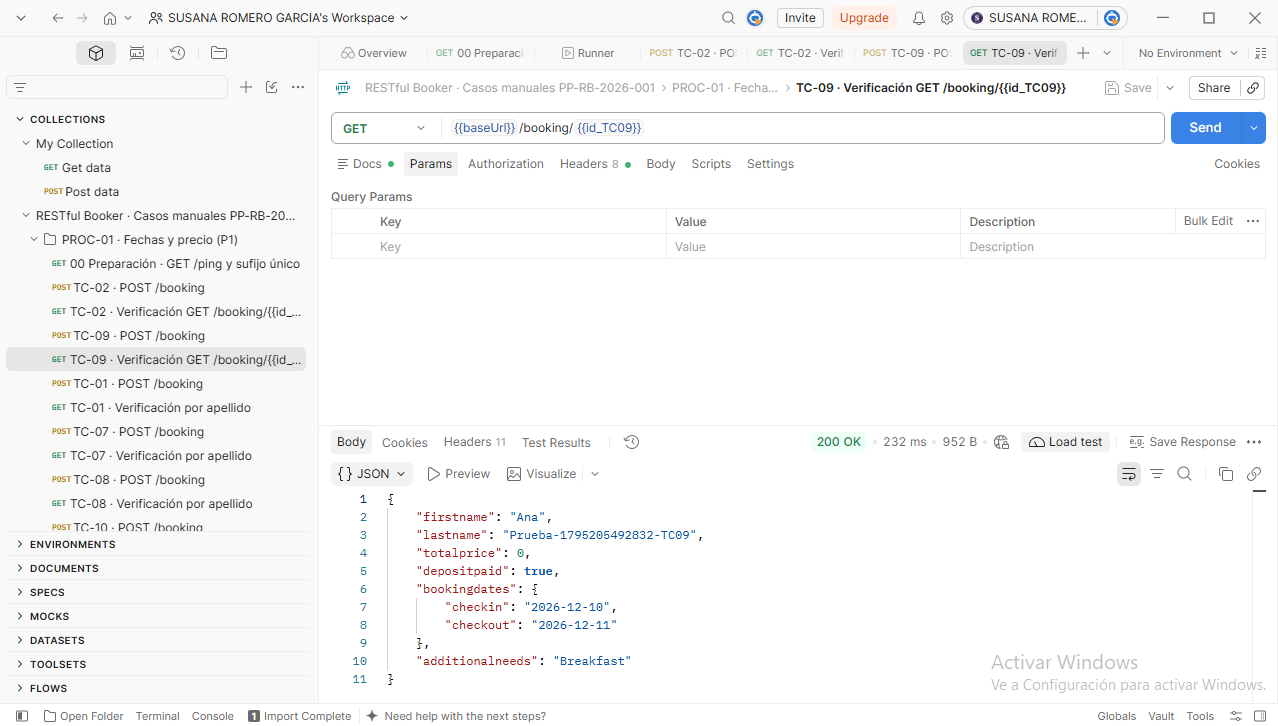 SUSANA ROMERO GARCIA's Workspace Invite Upgrade SUSANA ROME...
Overview GET 00 Preparaci Runner POST TC-02 · PO GET TC-02 · Verif POST TC-09 · PO GET TC-09 · Verif No Environment
HTTP RESTful Booker · Casos manuales PP-RB-2026-001 > PROC-01 · Fecha... > TC-09 · Verificación GET /booking/{{id_TC09}} Save Share
GET {{baseUrl}} /booking/ {{id_TC09}} Send
Docs Params Authorization Headers 8 Body Scripts Settings Cookies
Query Params
Key Value Description Bulk Edit
Key Value Description
COLLECTIONS
My Collection
GET Get data
POST Post data
RESTful Booker · Casos manuales PP-RB-20...
PROC-01 · Fechas y precio (P1)
GET 00 Preparación · GET /ping y sufijo único
POST TC-02 · POST /booking
GET TC-02 · Verificación GET /booking/{{id_...
POST TC-09 · POST /booking
GET TC-09 · Verificación GET /booking/{{id_...
POST TC-01 · POST /booking
GET TC-01 · Verificación por apellido
POST TC-07 · POST /booking
GET TC-07 · Verificación por apellido
POST TC-08 · POST /booking
GET TC-08 · Verificación por apellido
POST TC-10 · POST /booking
ENVIRONMENTS
DOCUMENTS
SPECS
MOCKS
DATASETS
TOOLSETS
FLOWS
Body Cookies Headers 11 Test Results 200 OK • 232 ms • 952 B Load test e.g. Save Response
{} JSON Preview Visualize
1 {
2 "firstname": "Ana",
3 "lastname": "Prueba-1795205492832-TC09",
4 "totalprice": 0,
5 "depositpaid": true,
6 "bookingdates": {
7 "checkin": "2026-12-10",
8 "checkout": "2026-12-11"
9 },
10 "additionalneeds": "Breakfast"
11 }
Activar Windows
Ve a Configuración para activar Windows.
Open Folder Terminal Console 1 Import Complete Need help with the next steps? Globals Vault Tools